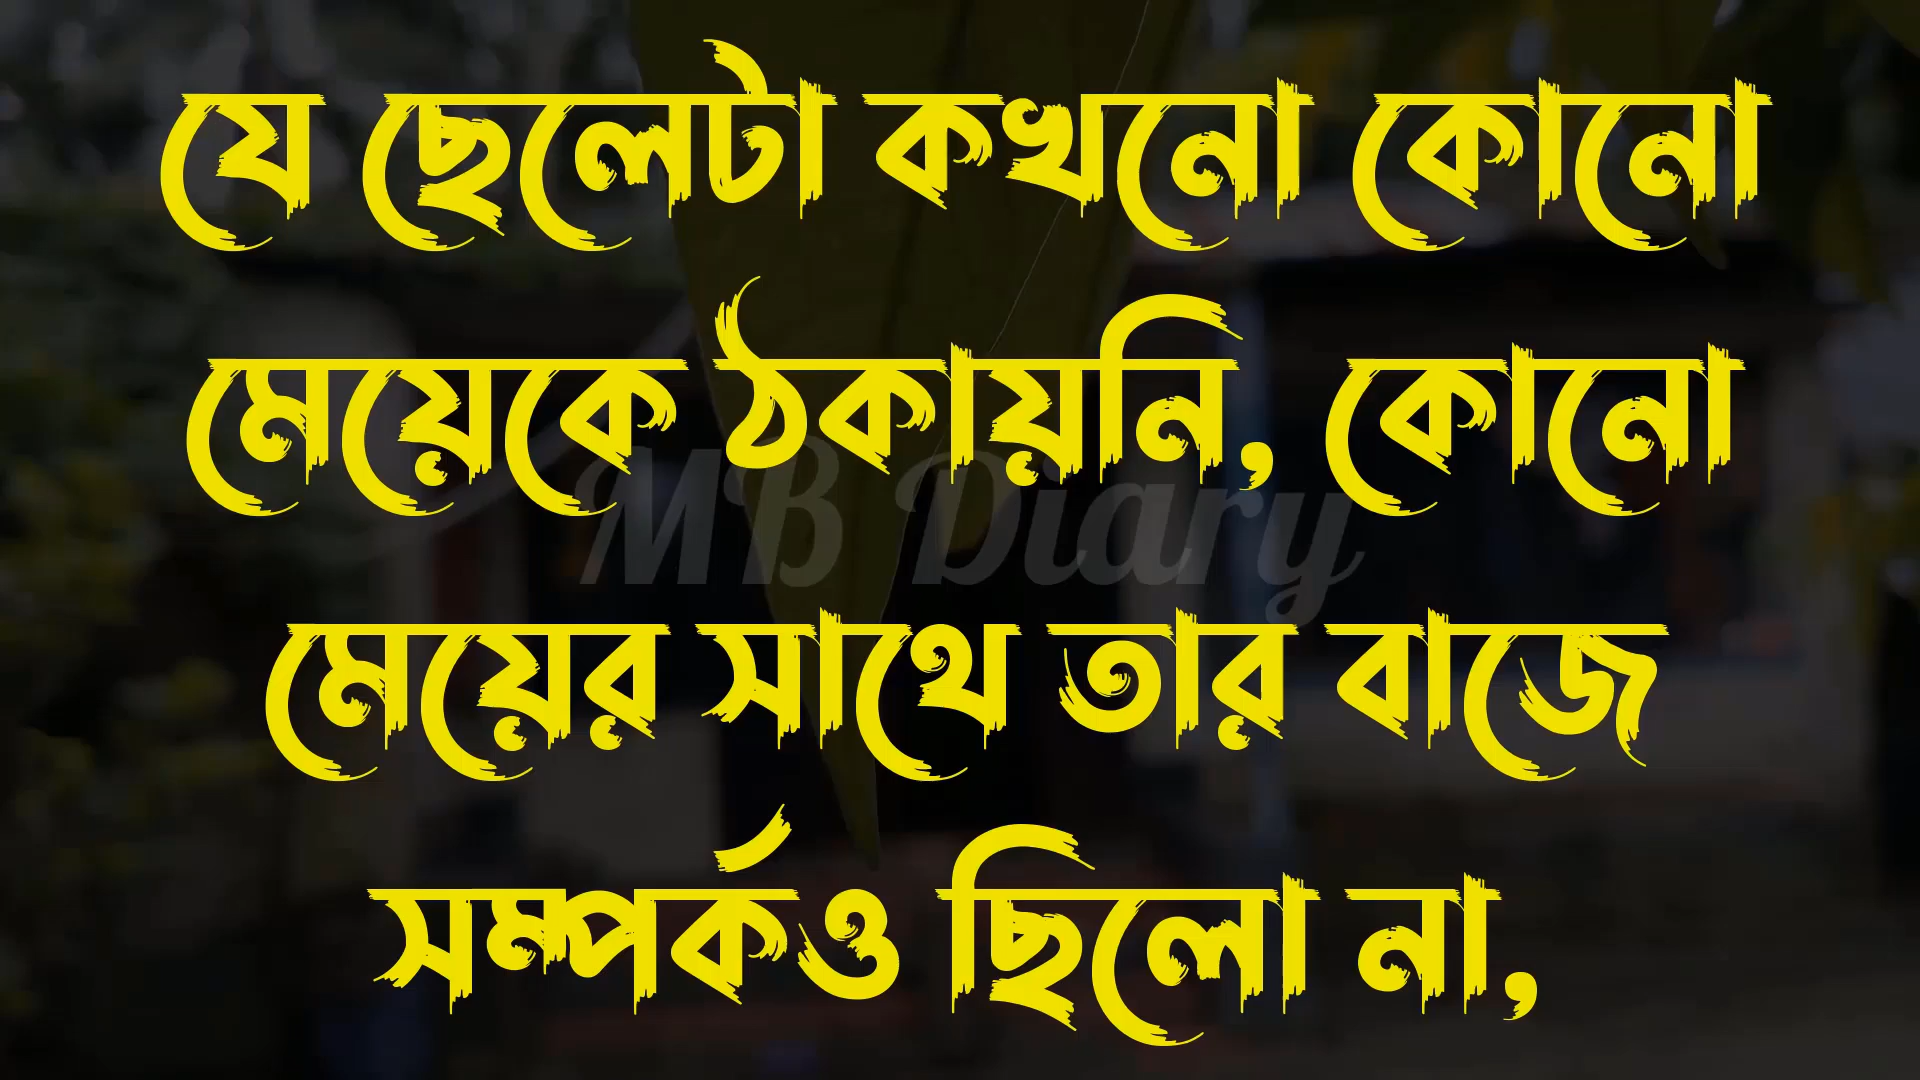 যে ছেলেটা কখনো কোনো
মেয়েকে ঠকায়নি, কোনো
MB Diary
মেয়ের সাথে তার বাজে
সম্পর্কও ছিলো না,